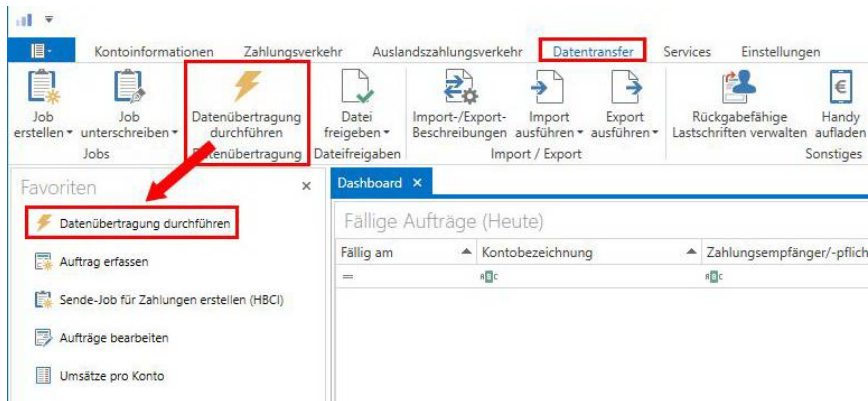 Kontoinformationen Zahlungsverkehr Auslandszahlungsverkehr Datentransfer Services Einstellungen
Job erstellen
Job unterschreiben
Datenübertragung durchführen
Datei freigeben
Import-/Export-Beschreibungen
Import ausführen
Export ausführen
Rückgabefähige Lastschriften verwalten
Handy aufladen
Jobs Datenübertragung Dateifreigaben Import / Export Sonstiges
Favoriten
Datenübertragung durchführen
Auftrag erfassen
Sende-Job für Zahlungen erstellen (HBCI)
Aufträge bearbeiten
Umsätze pro Konto
Dashboard
Fällige Aufträge (Heute)
Fällig am Kontobezeichnung Zahlungsempfänger/-pflich